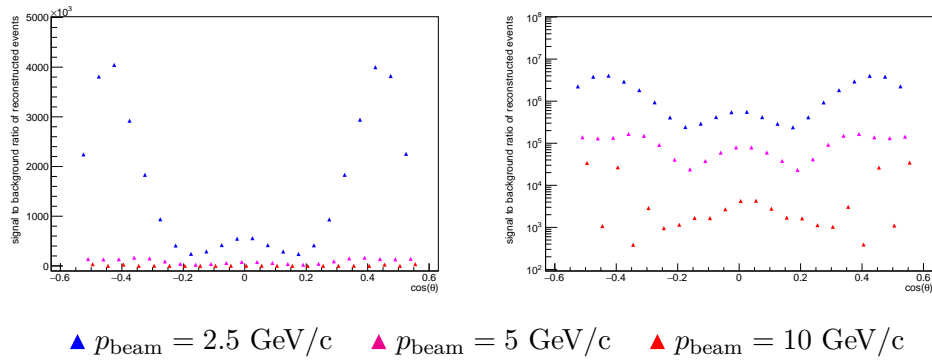 signal to background ratio of reconstructed events
×10³
5000
4000
3000
2000
1000
0
−0.6 −0.4 −0.2 0 0.2 0.4 0.6
cos(θ)
signal to background ratio of reconstructed events
10⁸
10⁷
10⁶
10⁵
10⁴
10³
10²
−0.6 −0.4 −0.2 0 0.2 0.4 0.6
cos(θ)
p_beam = 2.5 GeV/c p_beam = 5 GeV/c p_beam = 10 GeV/c